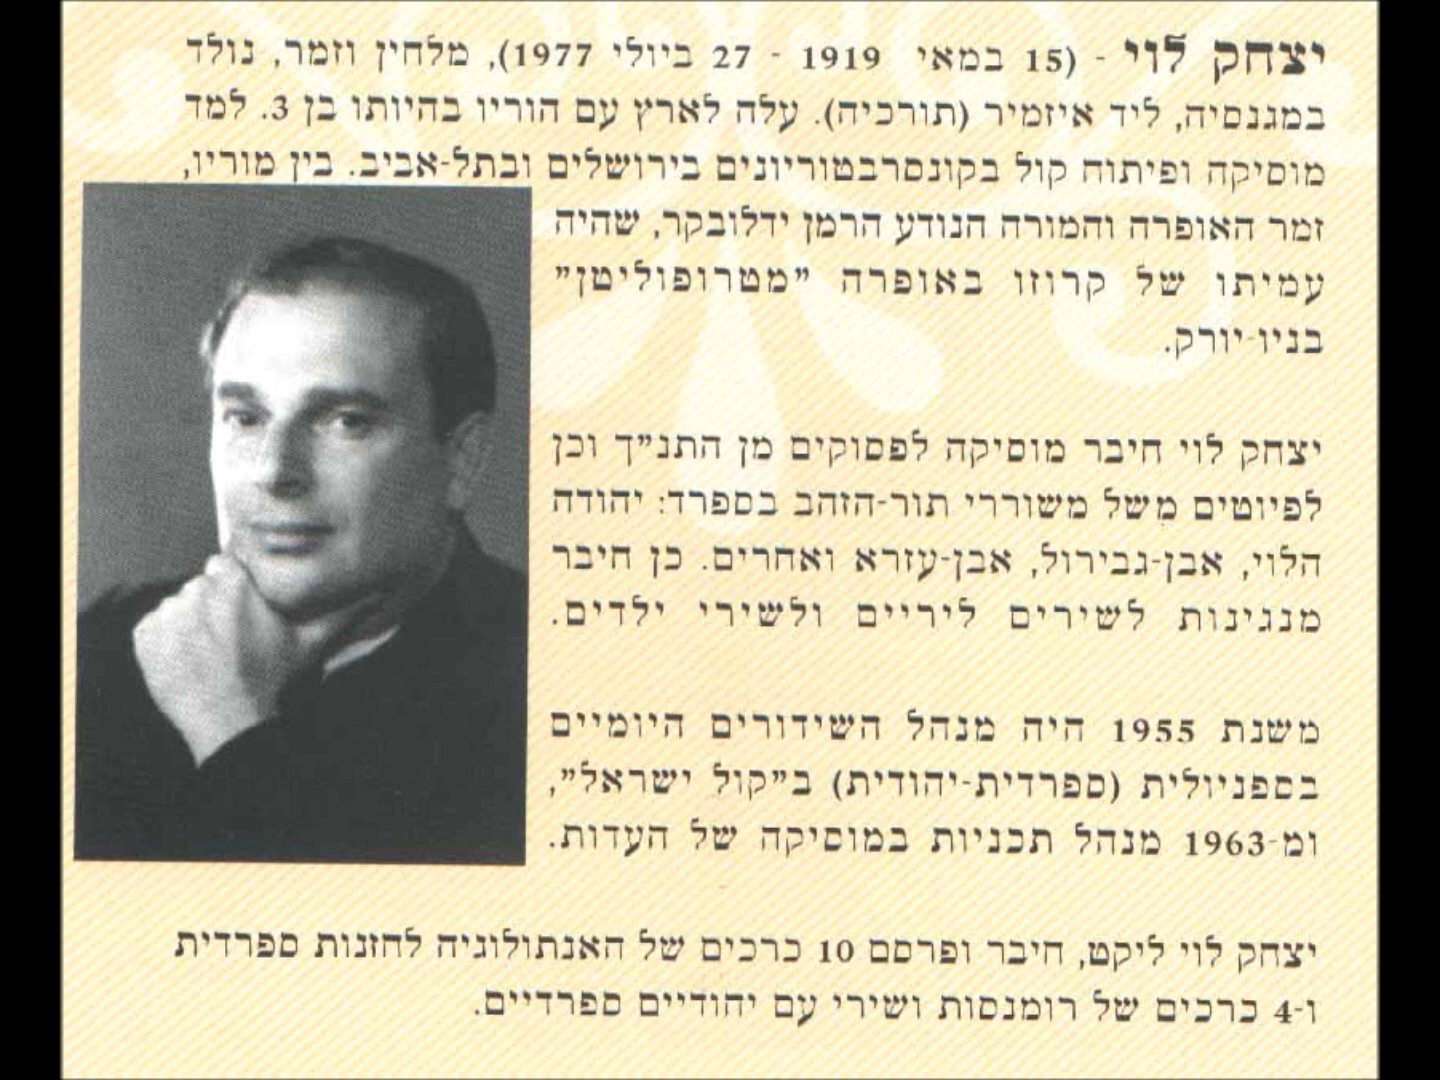 יצחק לוי - (15 במאי 1919 - 27 ביולי 1977), מלחין וזמר, נולד
במגנסיה, ליד איזמיר (תורכיה). עלה לארץ עם הוריו בהיותו בן 3. למד
מוסיקה ופיתוח קול בקונסרבטוריונים בירושלים ובתל-אביב. בין מוריו,
זמר האופרה והמורה הנודע הרמן ידלובקר, שהיה
עמיתו של קרוזו באופרה "מטרופוליטן"
בניו-יורק.
יצחק לוי חיבר מוסיקה לפסוקים מן התנ"ך וכן
לפיוטים משל משוררי תור-הזהב בספרד: יהודה
הלוי, אבן-גבירול, אבן-עזרא ואחרים. כן חיבר
מנגינות לשירים ליריים ולשירי ילדים.
משנת 1955 היה מנהל השידורים היומיים
בספניולית (ספרדית-יהודית) ב"קול ישראל",
ומ-1963 מנהל תכניות במוסיקה של העדות.
יצחק לוי ליקט, חיבר ופרסם 10 כרכים של האנתולוגיה לחזנות ספרדית
ו-4 כרכים של רומנסות ושירי עם יהודיים ספרדיים.